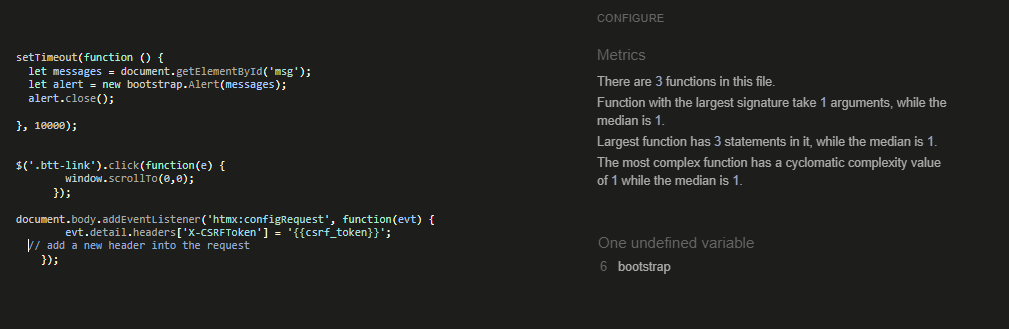 setTimeout(function () {
let messages = document.getElementById('msg');
let alert = new bootstrap.Alert(messages);
alert.close();
}, 10000);
$('.btt-link').click(function(e) {
window.scrollTo(0,0);
});
document.body.addEventListener('htmx:configRequest', function(evt) {
evt.detail.headers['X-CSRFToken'] = '{{csrf_token}}';
// add a new header into the request
});
CONFIGURE
Metrics
There are 3 functions in this file.
Function with the largest signature take 1 arguments, while the
median is 1.
Largest function has 3 statements in it, while the median is 1.
The most complex function has a cyclomatic complexity value
of 1 while the median is 1.
One undefined variable
6 bootstrap